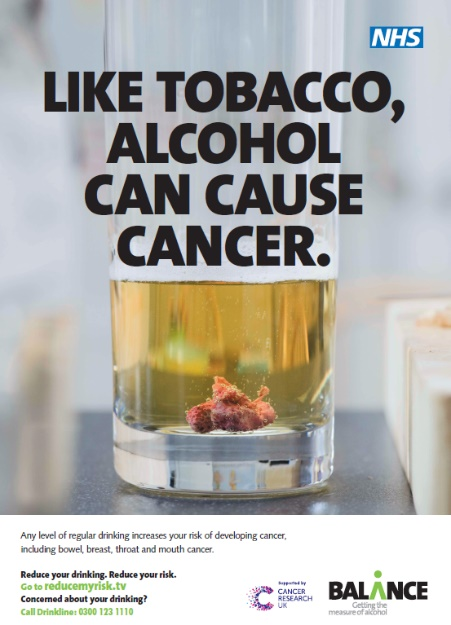 NHS
LIKE TOBACCO,
ALCOHOL
CAN CAUSE
CANCER.
Any level of regular drinking increases your risk of developing cancer,
including bowel, breast, throat and mouth cancer.
Reduce your drinking. Reduce your risk.
Go to reducemyrisk.tv
Concerned about your drinking?
Call Drinkline: 0300 123 1110
Supported by
CANCER
RESEARCH
UK
BALANCE
Getting the
measure of alcohol